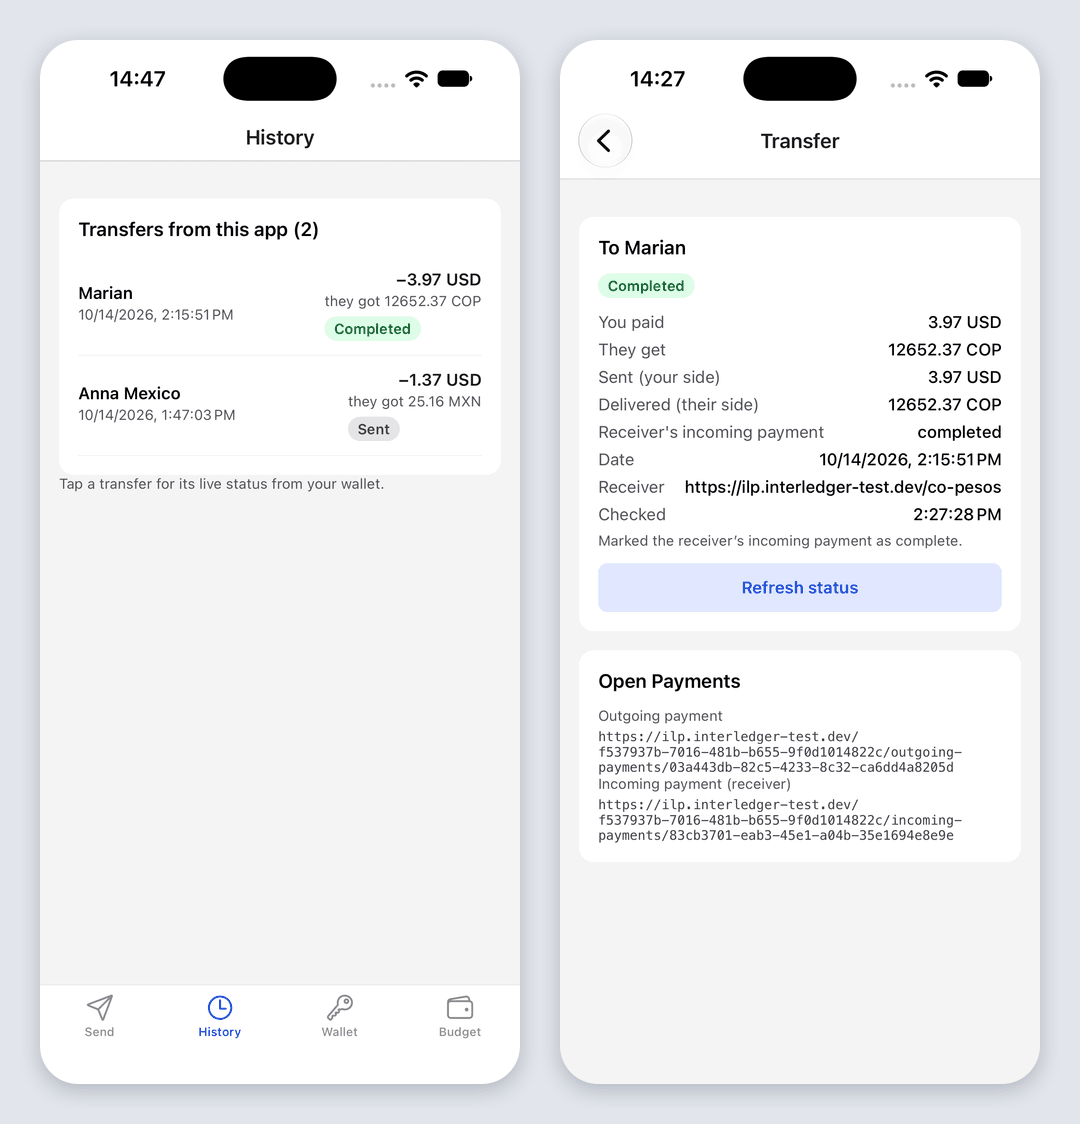 14:47
History
Transfers from this app (2)
Marian
10/14/2026, 2:15:51 PM
−3.97 USD
they got 12652.37 COP
Completed
Anna Mexico
10/14/2026, 1:47:03 PM
−1.37 USD
they got 25.16 MXN
Sent
Tap a transfer for its live status from your wallet.
Send
History
Wallet
Budget
14:27
Transfer
To Marian
Completed
You paid 3.97 USD
They get 12652.37 COP
Sent (your side) 3.97 USD
Delivered (their side) 12652.37 COP
Receiver's incoming payment completed
Date 10/14/2026, 2:15:51 PM
Receiver https://ilp.interledger-test.dev/co-pesos
Checked 2:27:28 PM
Marked the receiver’s incoming payment as complete.
Refresh status
Open Payments
Outgoing payment
https://ilp.interledger-test.dev/
f537937b-7016-481b-b655-9f0d1014822c/outgoing-
payments/03a443db-82c5-4233-8c32-ca6dd4a8205d
Incoming payment (receiver)
https://ilp.interledger-test.dev/
f537937b-7016-481b-b655-9f0d1014822c/incoming-
payments/83cb3701-eab3-45e1-a04b-35e1694e8e9e